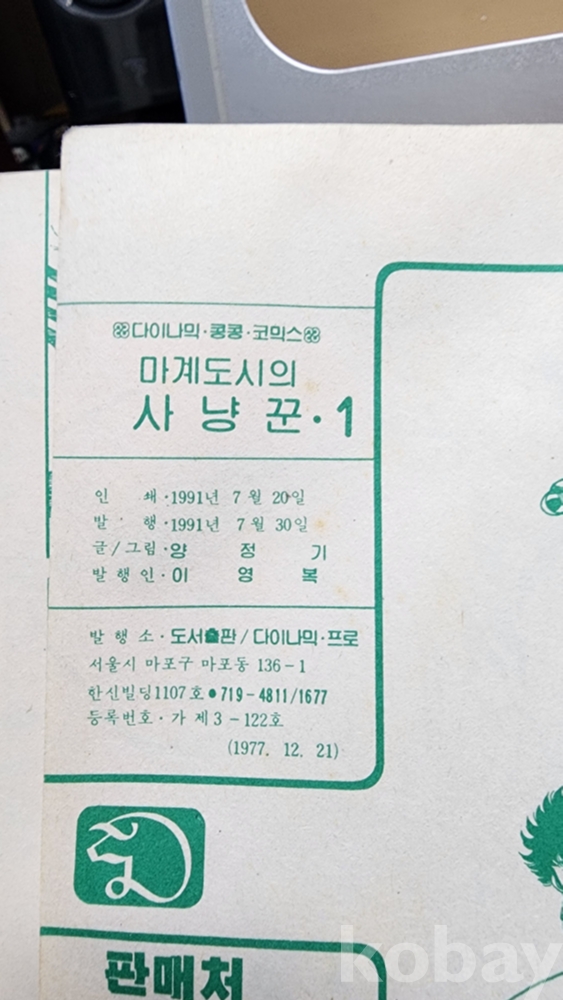 다이나믹·콩콩·코믹스
마계도시의
사냥꾼·1
인 쇄·1991년 7월 20일
발 행·1991년 7월 30일
글/그림·양 정 기
발행인·이 영 복
발행소·도서출판/다이나믹·프로
서울시 마포구 마포동 136-1
한신빌딩1107호●719-4811/1677
등록번호·가 제3-122호
(1977. 12. 21)
판매처
kobay